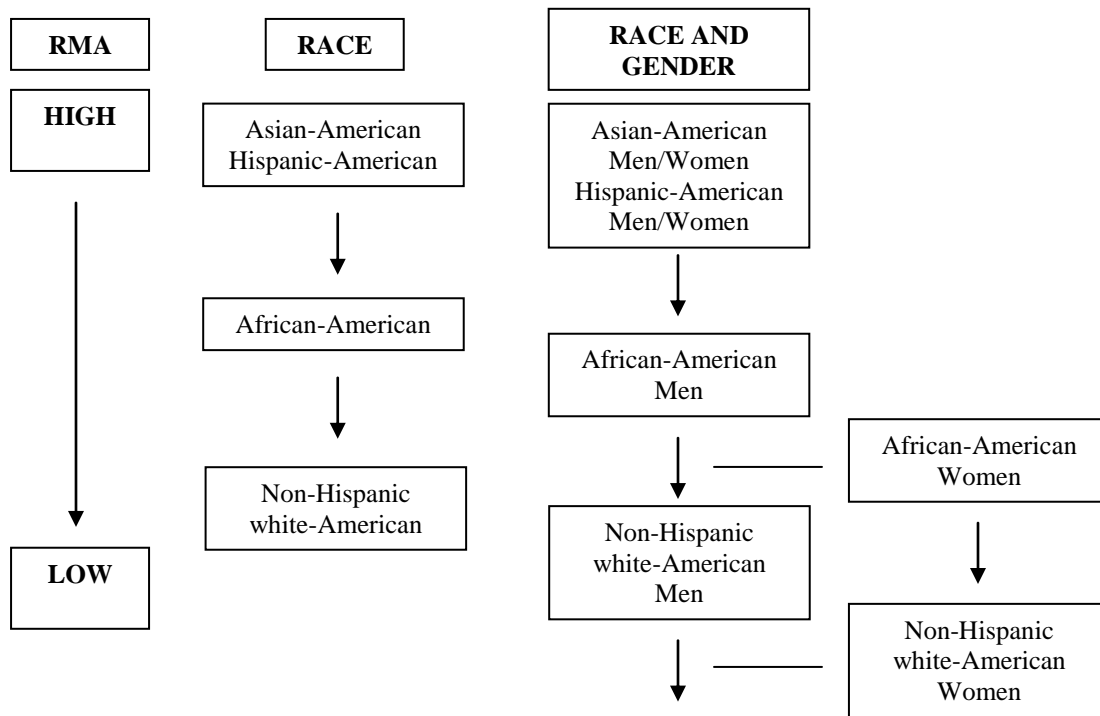 RMA
RACE
RACE AND
GENDER
HIGH
Asian-American
Hispanic-American
Asian-American
Men/Women
Hispanic-American
Men/Women
African-American
African-American
Men
African-American
Women
Non-Hispanic
white-American
Non-Hispanic
white-American
Men
LOW
Non-Hispanic
white-American
Women